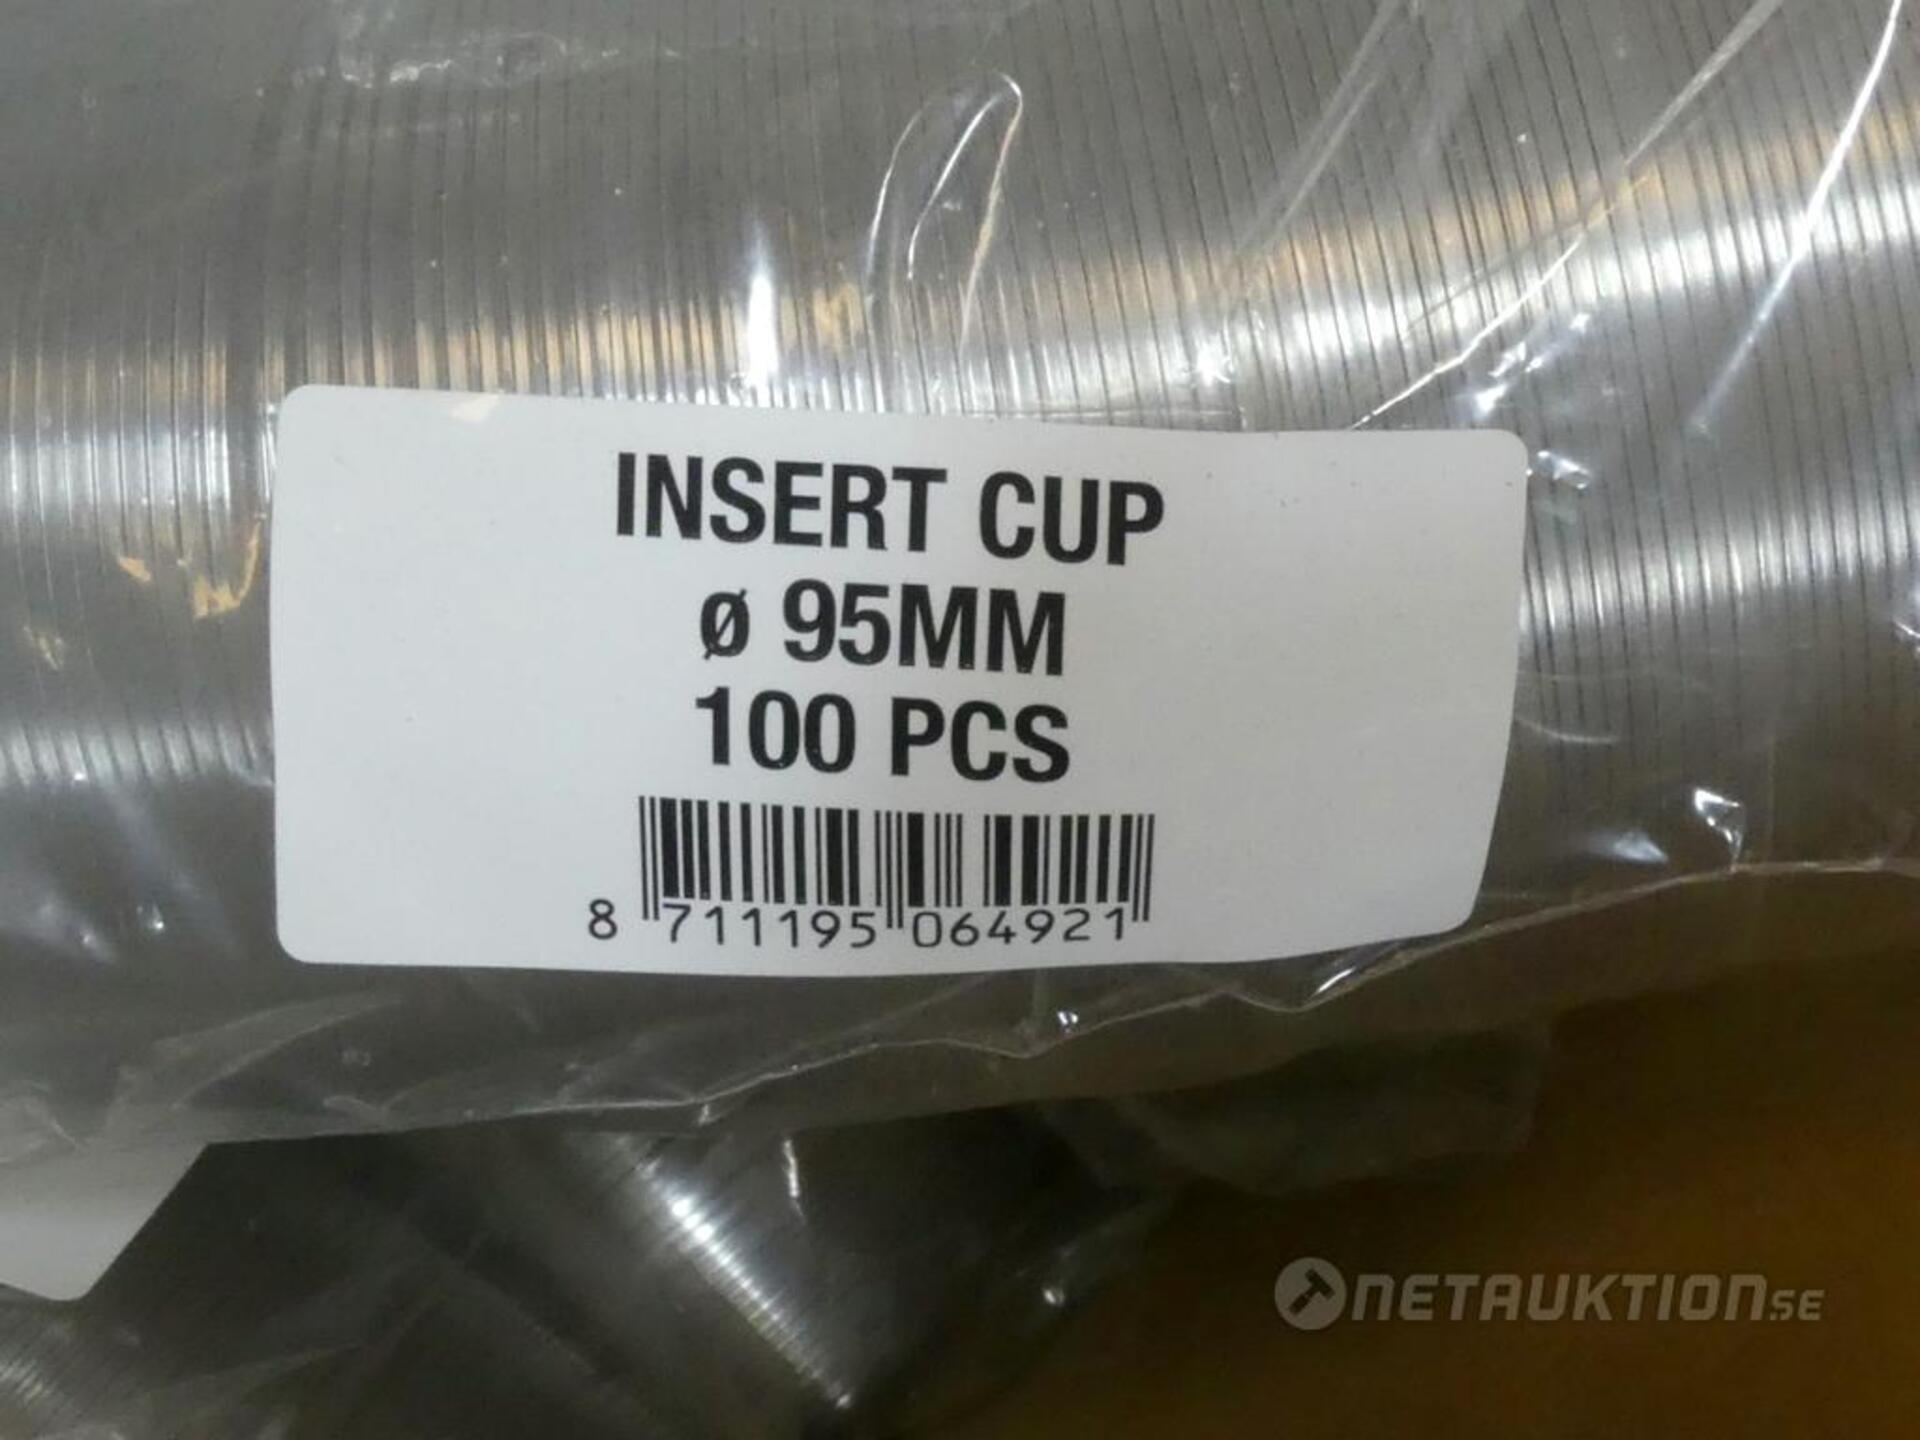 INSERT CUP
ø 95MM
100 PCS
8 711195 064921
NETAUKTION.SE